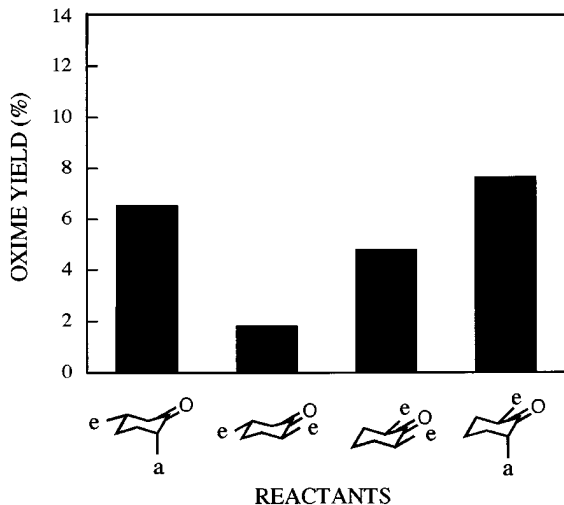 14
12
10
8
6
4
2
0
OXIME YIELD (%)
e O a
e O e
e O e
e O a
REACTANTS